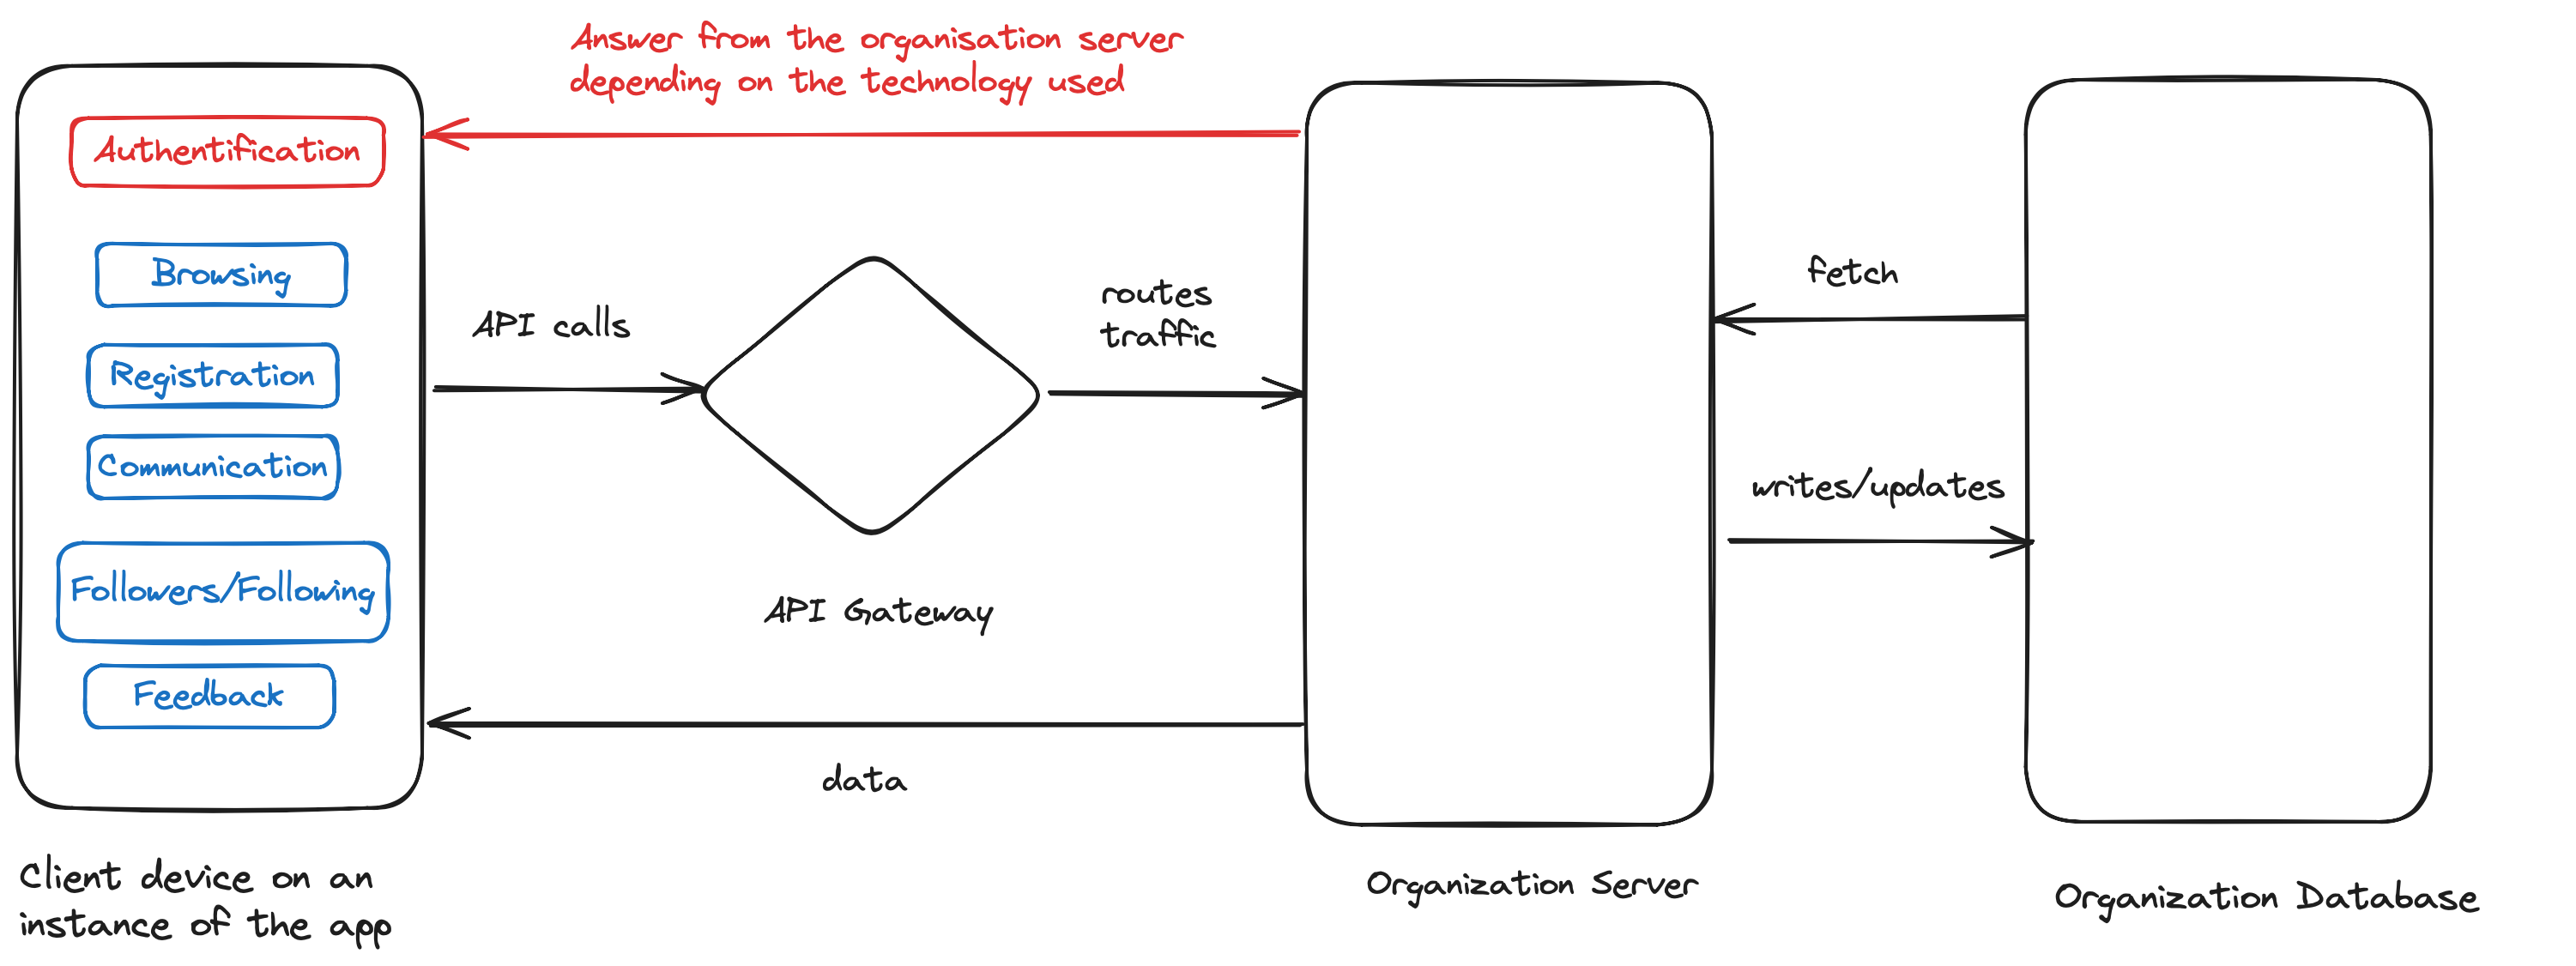 Answer from the organisation server
depending on the technology used
Authentification
Browsing
Registration
Communication
Followers/Following
Feedback
API calls
routes
traffic
API Gateway
data
fetch
writes/updates
Client device on an
instance of the app
Organization Server
Organization Database